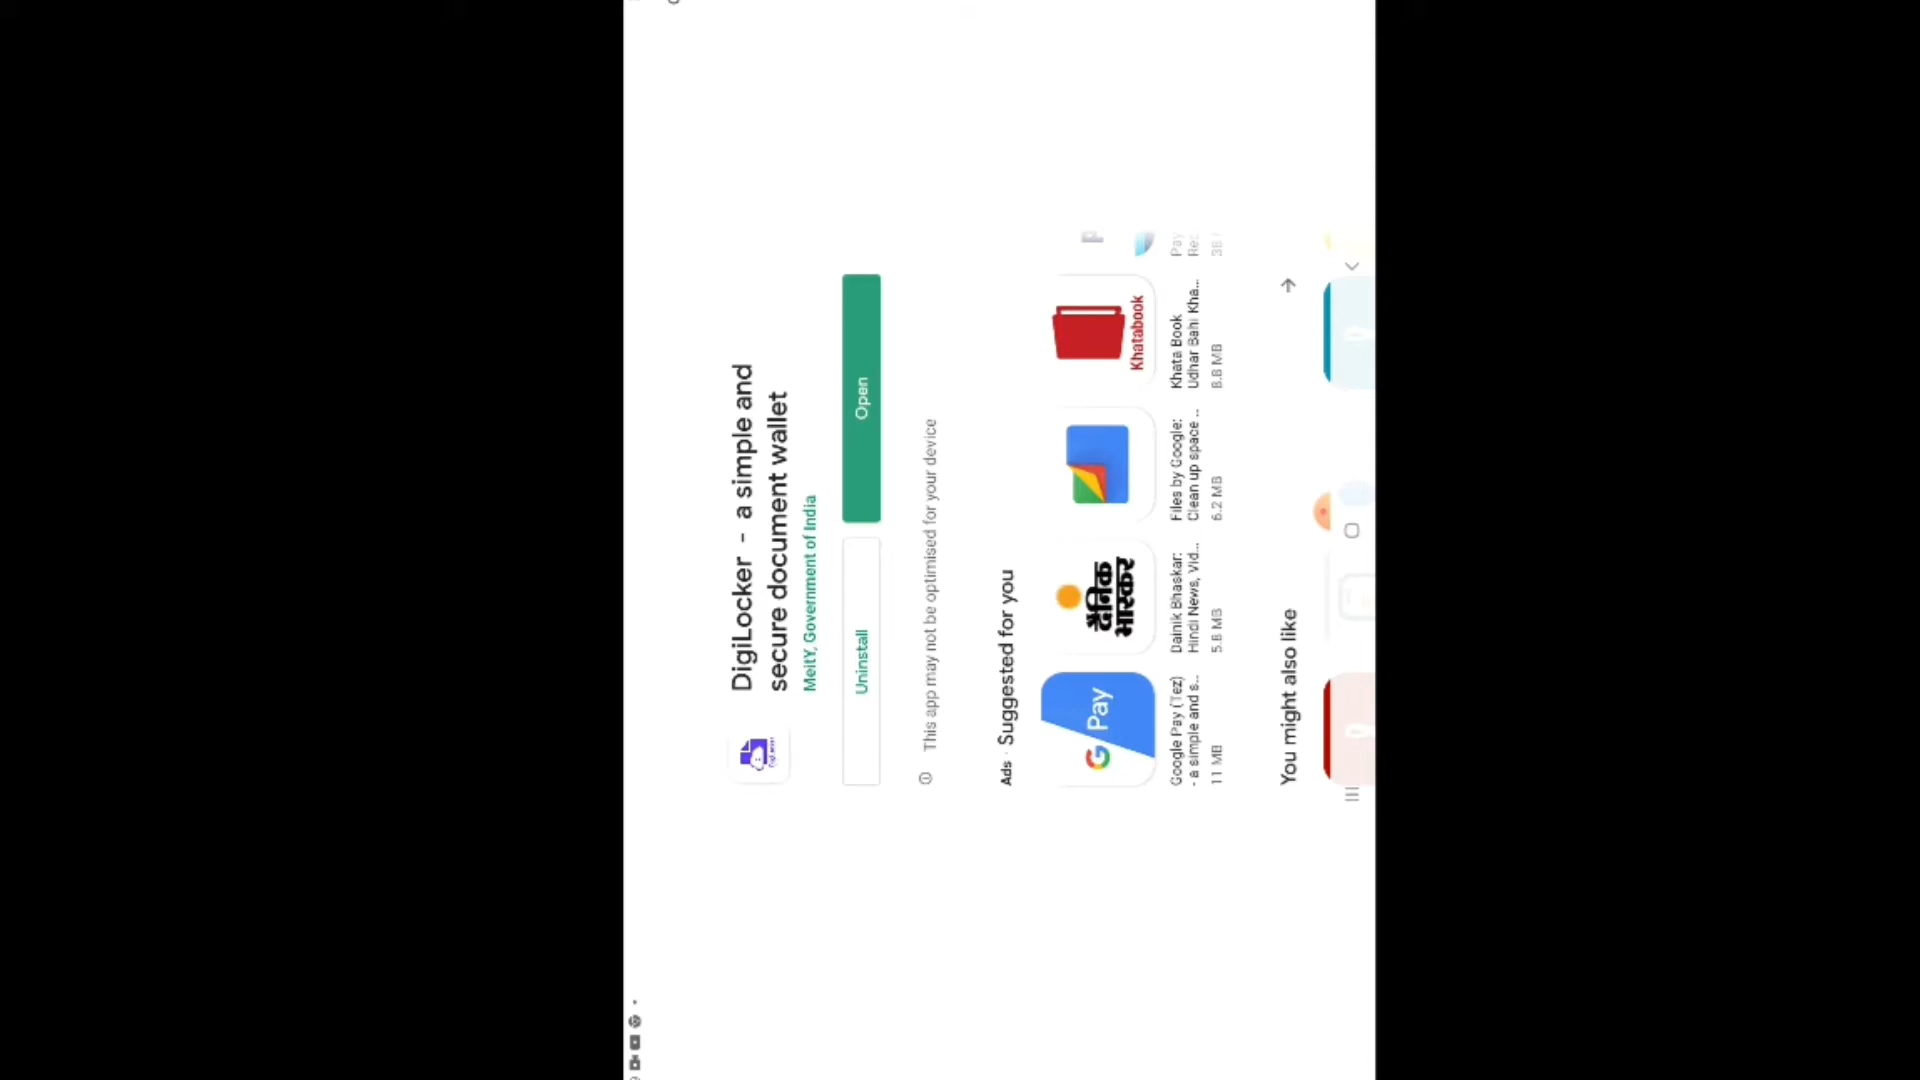 DigiLocker - a simple and
secure document wallet
MeitY, Government of India
Uninstall
Open
This app may not be optimised for your device
Ads · Suggested for you
G Pay
Google Pay (Tez)
- a simple and s...
11 MB
दैनिक
भास्कर
Dainik Bhaskar:
Hindi News, Vid...
5.8 MB
Files by Google:
Clean up space ...
6.2 MB
Khatabook
Khata Book
Udhar Bahi Kha...
8.8 MB
Pay
Rec
You might also like